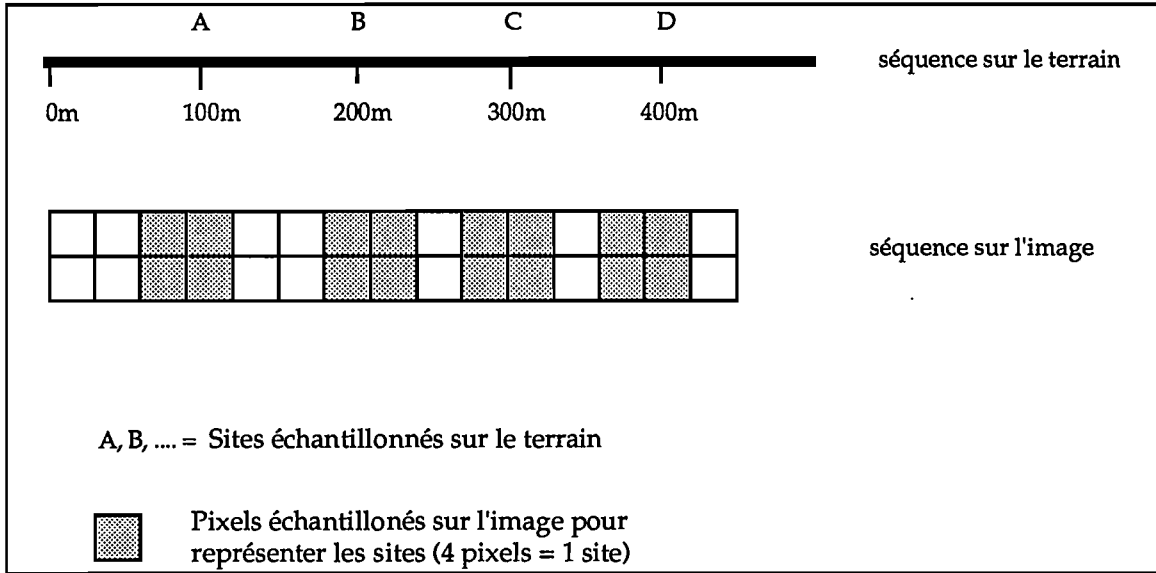 A B C D
séquence sur le terrain
0m 100m 200m 300m 400m
séquence sur l'image
A, B, .... = Sites échantillonnés sur le terrain
Pixels échantillonés sur l'image pour
représenter les sites (4 pixels = 1 site)